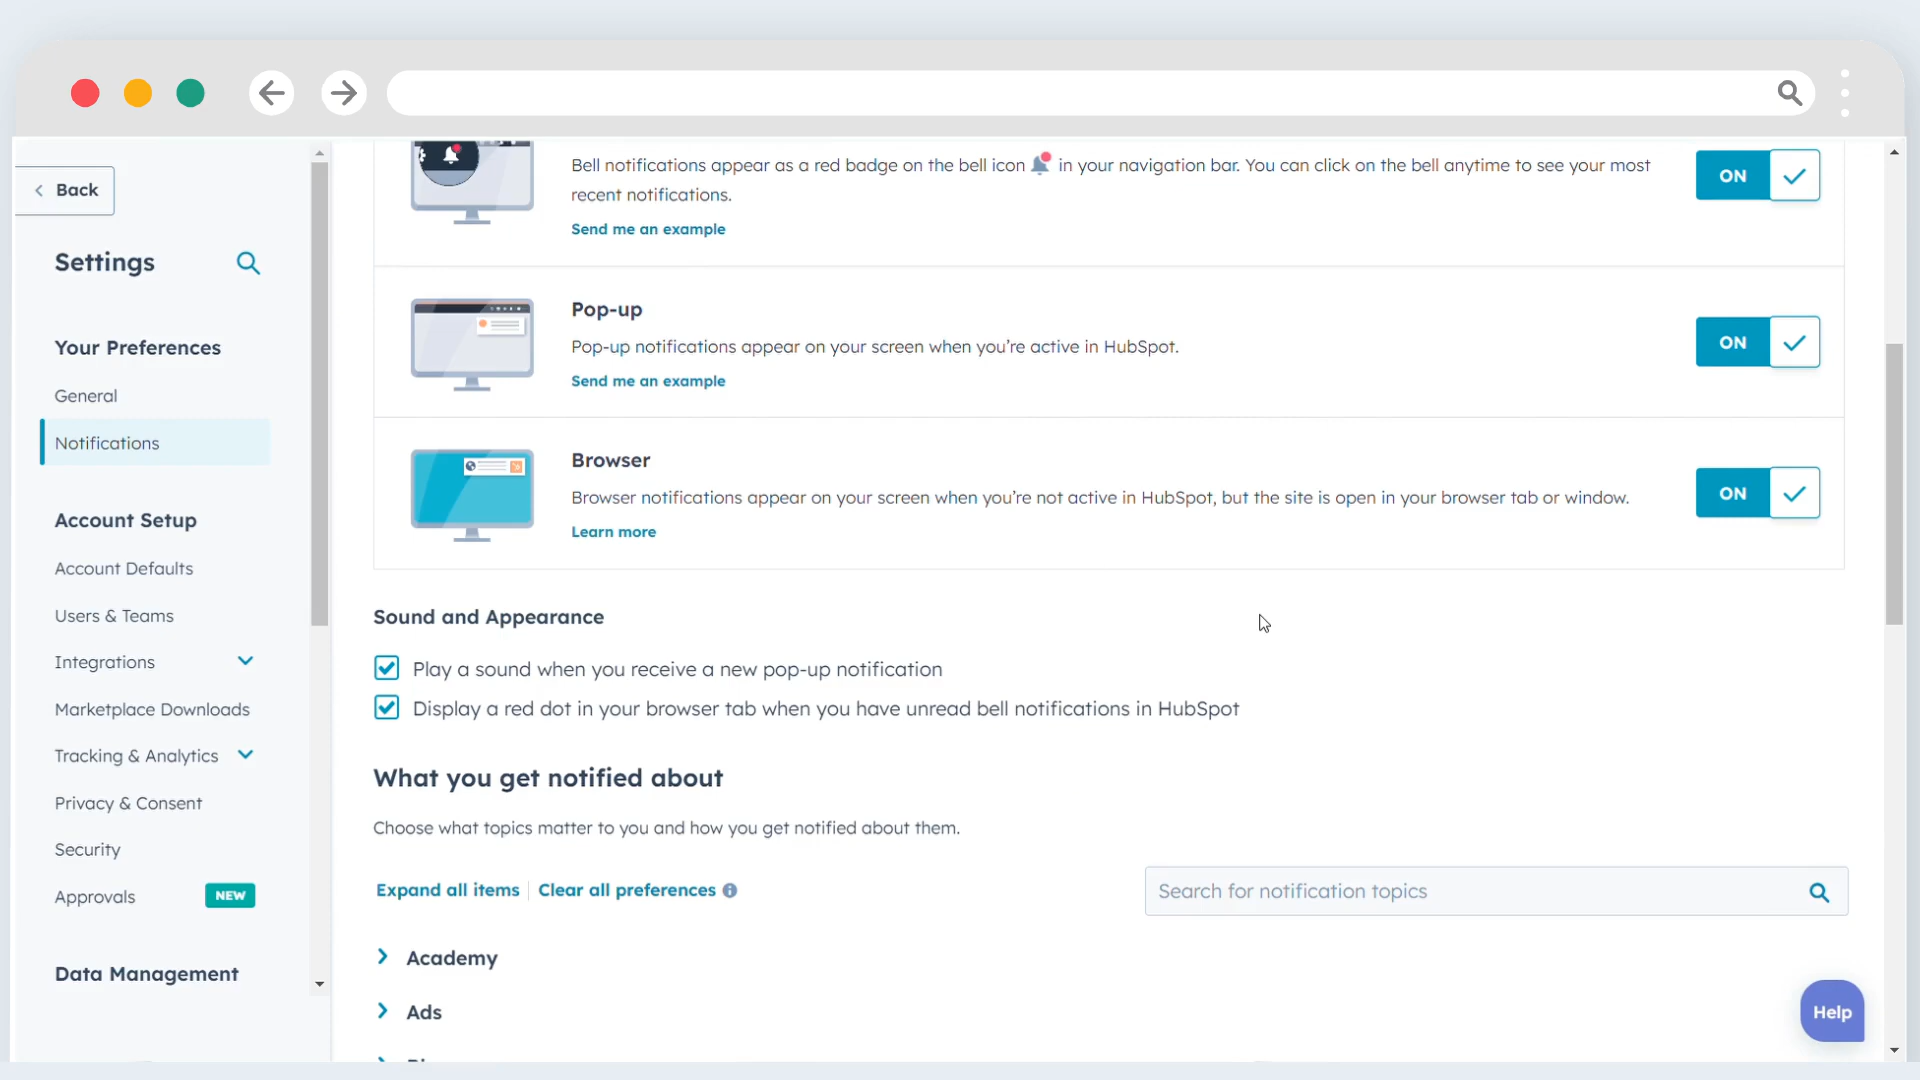 Back
Settings
Your Preferences
General
Notifications
Account Setup
Account Defaults
Users & Teams
Integrations
Marketplace Downloads
Tracking & Analytics
Privacy & Consent
Security
Approvals NEW
Data Management
Bell notifications appear as a red badge on the bell icon in your navigation bar. You can click on the bell anytime to see your most
recent notifications.
Send me an example
ON
Pop-up
Pop-up notifications appear on your screen when you’re active in HubSpot.
Send me an example
ON
Browser
Browser notifications appear on your screen when you’re not active in HubSpot, but the site is open in your browser tab or window.
Learn more
ON
Sound and Appearance
Play a sound when you receive a new pop-up notification
Display a red dot in your browser tab when you have unread bell notifications in HubSpot
What you get notified about
Choose what topics matter to you and how you get notified about them.
Expand all items Clear all preferences
Search for notification topics
Academy
Ads
Help